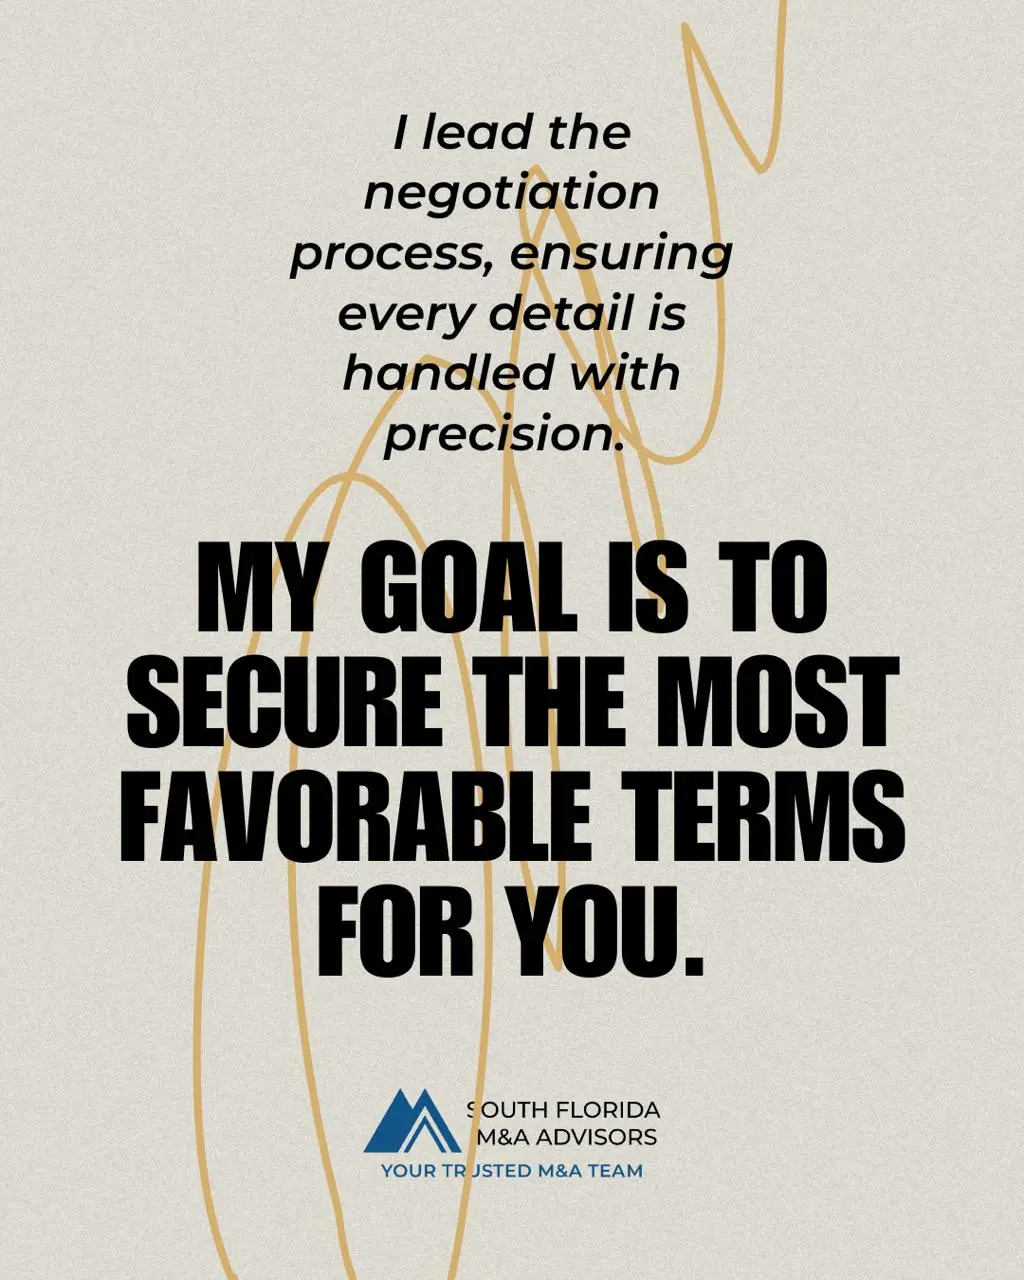 I lead the
negotiation
process, ensuring
every detail is
handled with
precision.
MY GOAL IS TO
SECURE THE MOST
FAVORABLE TERMS
FOR YOU.
SOUTH FLORIDA
M&A ADVISORS
YOUR TRUSTED M&A TEAM